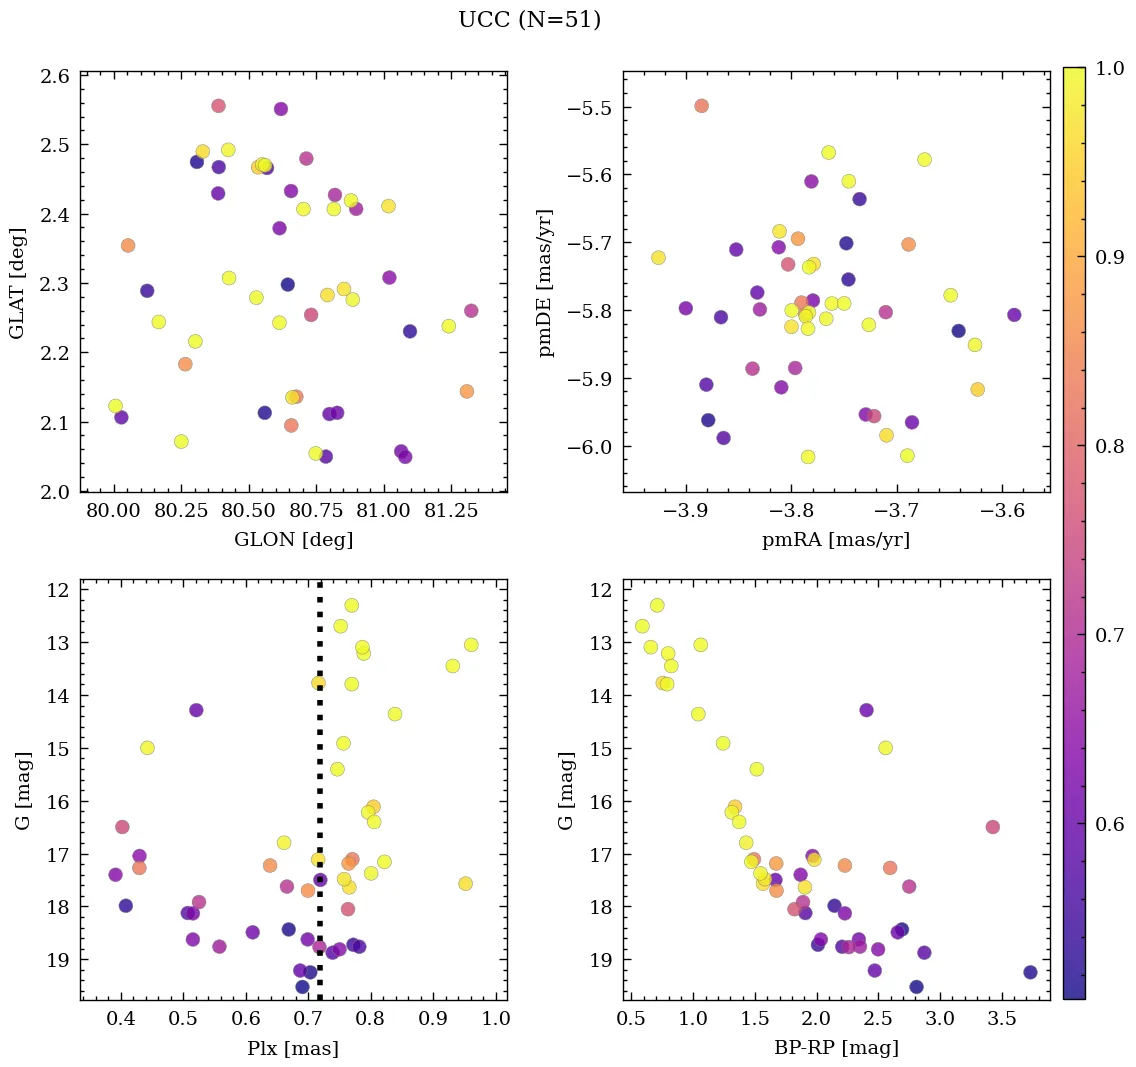 UCC (N=51)
2.6
2.5
2.4
2.3
2.2
2.1
2.0
GLAT [deg]
80.00 80.25 80.50 80.75 81.00 81.25
GLON [deg]
−5.5
−5.6
−5.7
−5.8
−5.9
−6.0
pmDE [mas/yr]
−3.9 −3.8 −3.7 −3.6
pmRA [mas/yr]
1.0
0.9
0.8
0.7
0.6
12
13
14
15
16
17
18
19
G [mag]
0.4 0.5 0.6 0.7 0.8 0.9 1.0
Plx [mas]
12
13
14
15
16
17
18
19
G [mag]
0.5 1.0 1.5 2.0 2.5 3.0 3.5
BP-RP [mag]